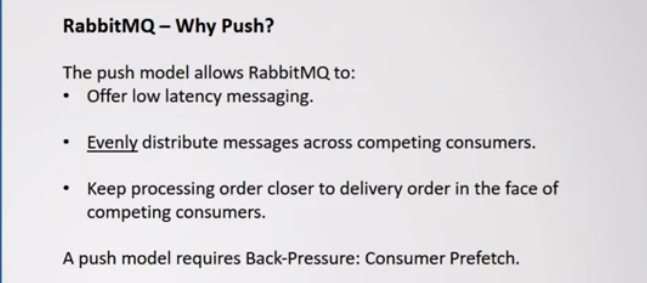 RabbitMQ – Why Push?
The push model allows RabbitMQ to:
• Offer low latency messaging.
• Evenly distribute messages across competing consumers.
• Keep processing order closer to delivery order in the face of
competing consumers.
A push model requires Back-Pressure: Consumer Prefetch.